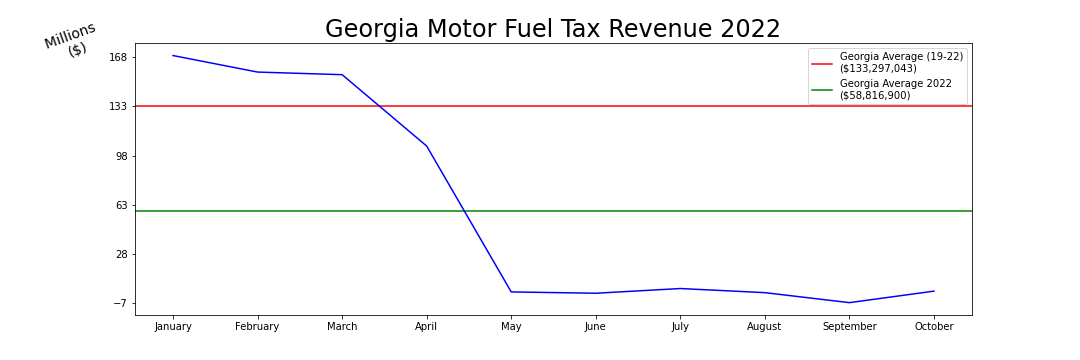 Georgia Motor Fuel Tax Revenue 2022
Millions
($)
168
133
98
63
28
−7
Georgia Average (19-22)
($133,297,043)
Georgia Average 2022
($58,816,900)
January February March April May June July August September October